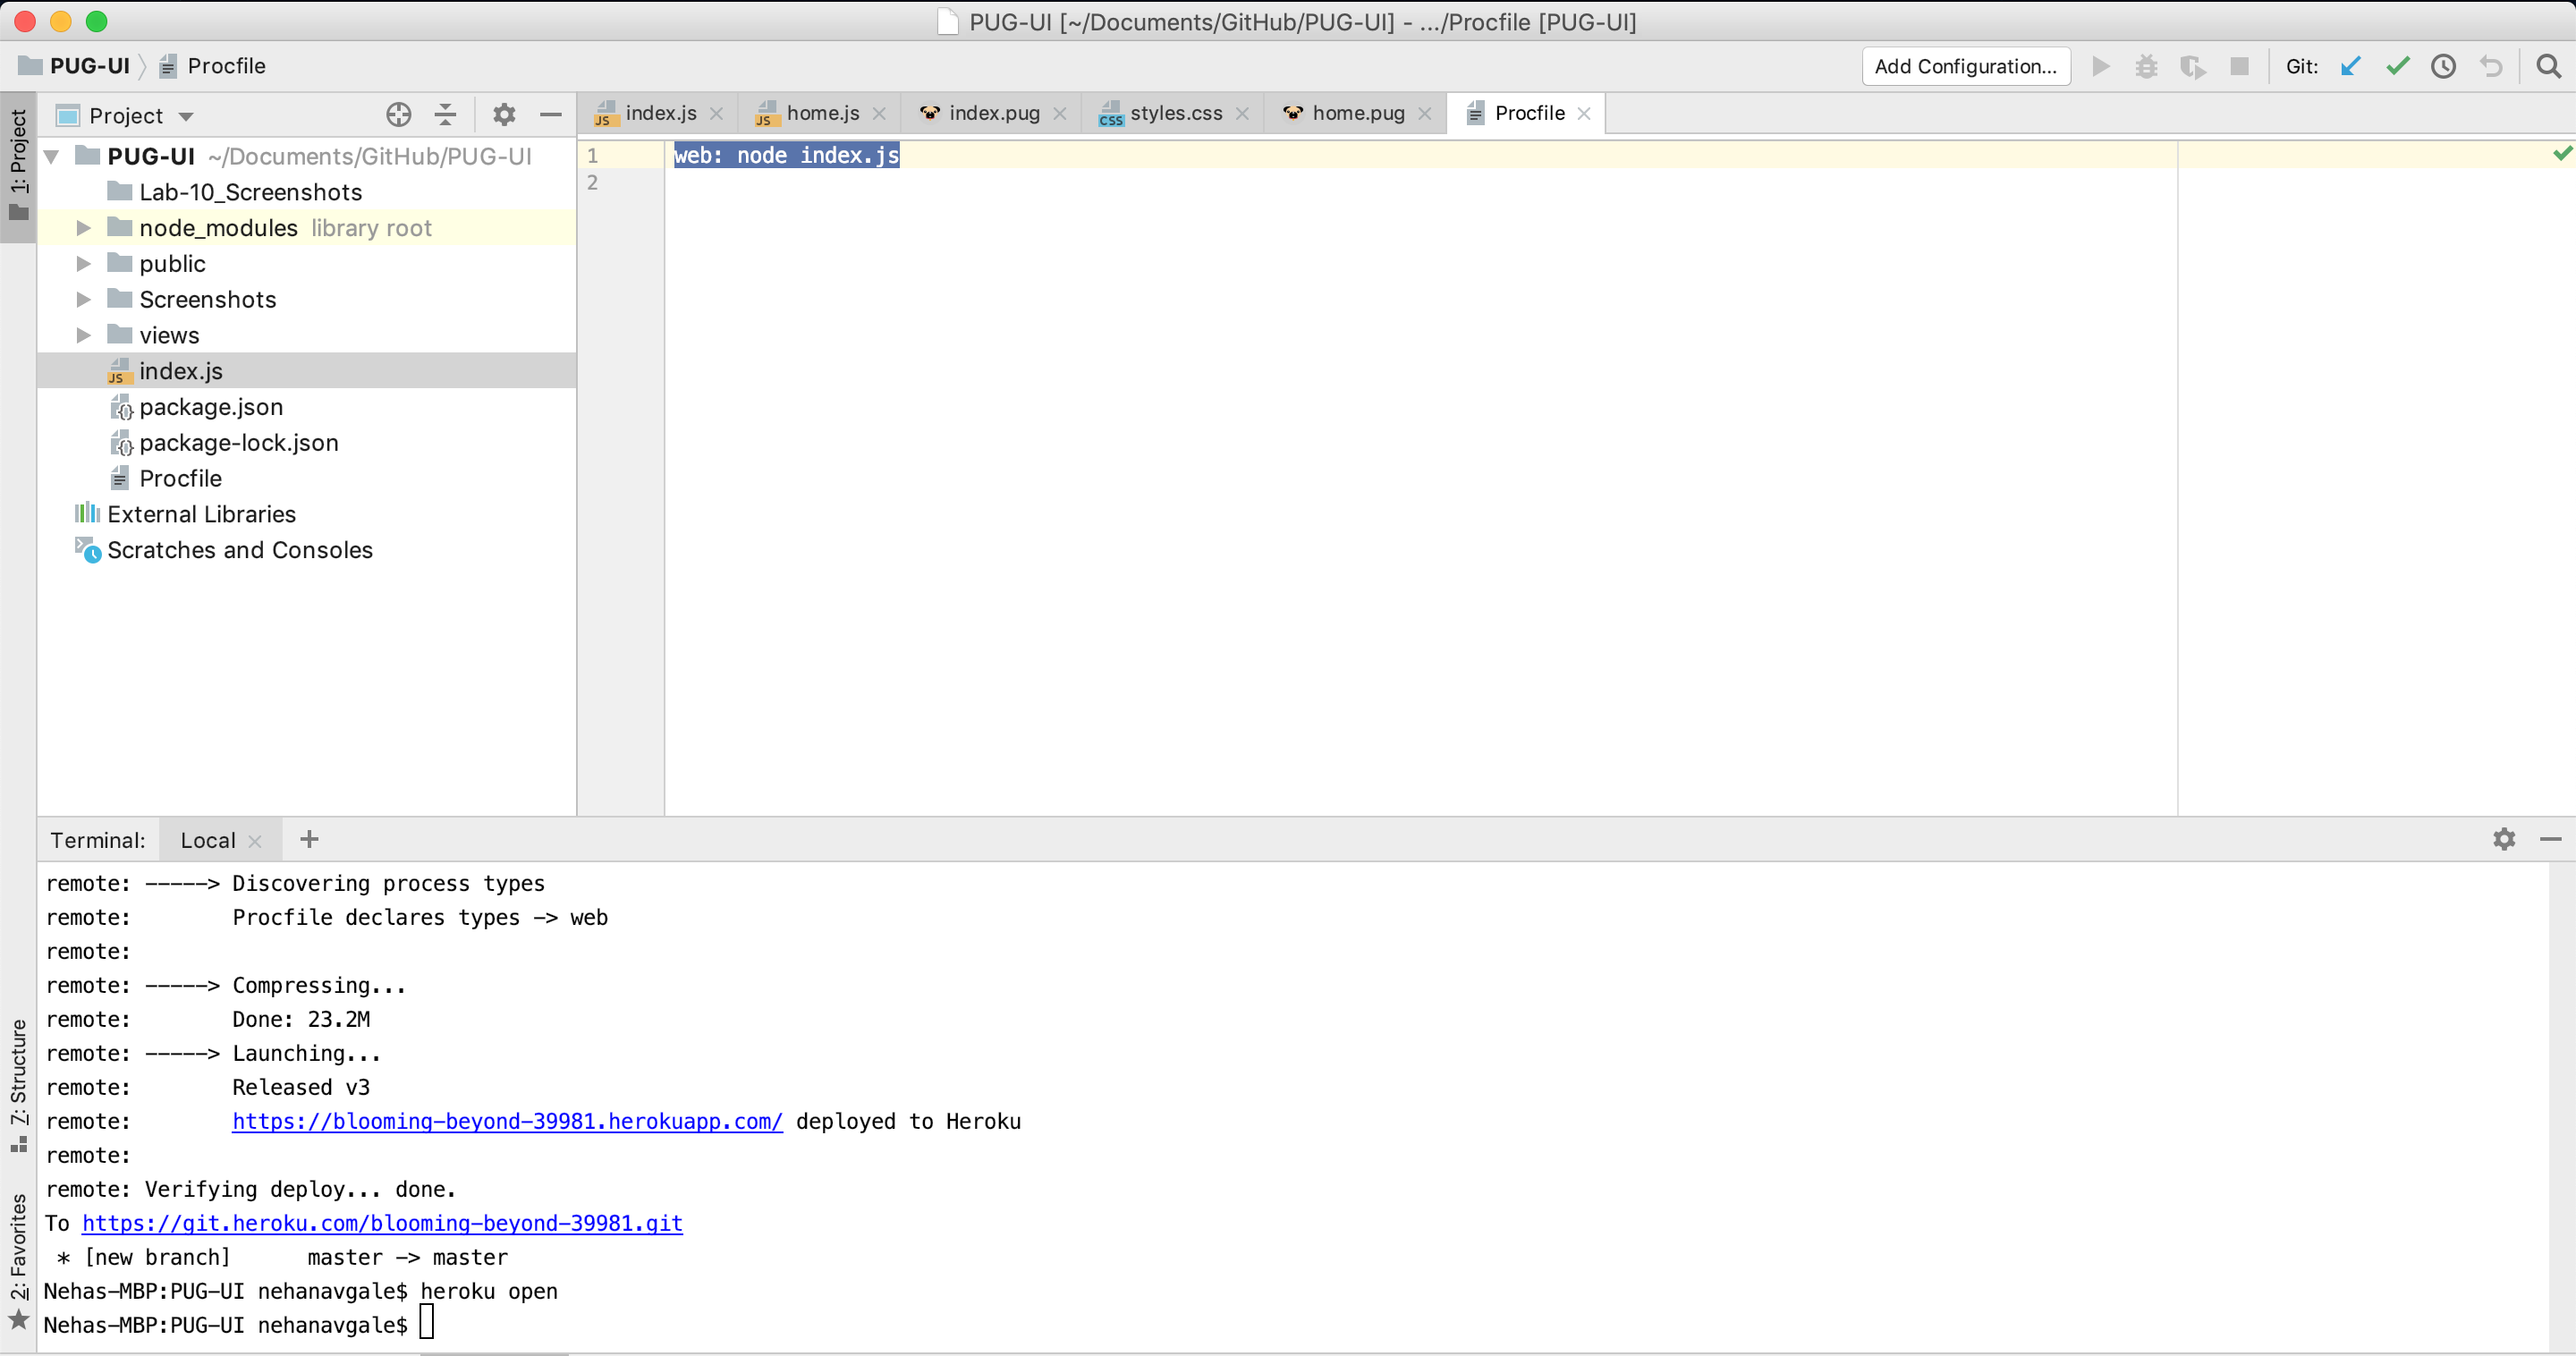 PUG-UI [~/Documents/GitHub/PUG-UI] - .../Procfile [PUG-UI]
PUG-UI Procfile
Add Configuration...
Git:
1: Project
Project
index.js
home.js
index.pug
styles.css
home.pug
Procfile
PUG-UI ~/Documents/GitHub/PUG-UI
Lab-10_Screenshots
node_modules library root
public
Screenshots
views
index.js
package.json
package-lock.json
Procfile
External Libraries
Scratches and Consoles
1 web: node index.js
2
Terminal: Local
remote: -----> Discovering process types
remote:        Procfile declares types -> web
remote:
remote: -----> Compressing...
remote:        Done: 23.2M
remote: -----> Launching...
remote:        Released v3
remote:        https://blooming-beyond-39981.herokuapp.com/ deployed to Heroku
remote:
remote: Verifying deploy... done.
To https://git.heroku.com/blooming-beyond-39981.git
 * [new branch]      master -> master
Nehas-MBP:PUG-UI nehanavgale$ heroku open
Nehas-MBP:PUG-UI nehanavgale$
7: Structure
2: Favorites